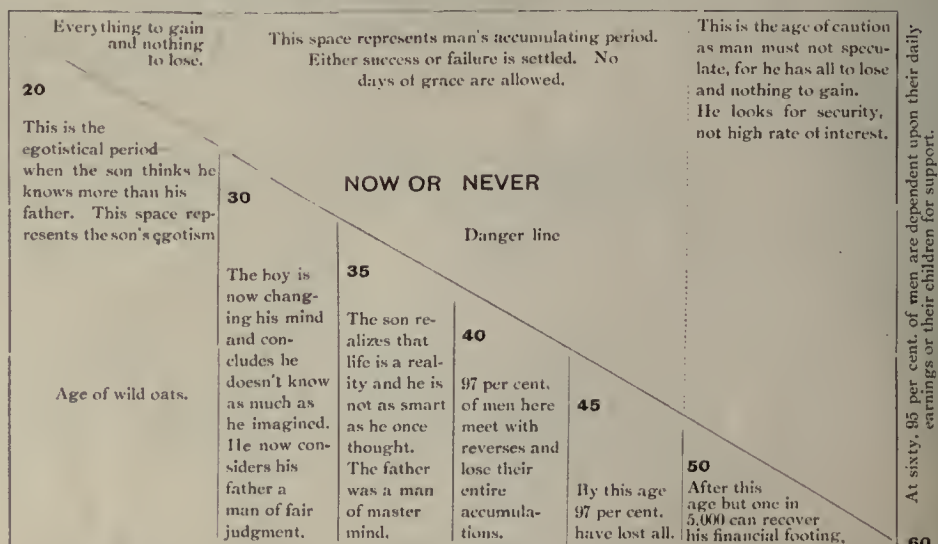 Everything to gain
and nothing
to lose.
This space represents man's accumulating period.
Either success or failure is settled. No
days of grace are allowed.
This is the age of caution
as man must not specu-
late, for he has all to lose
and nothing to gain.
He looks for security,
not high rate of interest.
20
This is the
egotistical period
when the son thinks he
knows more than his
father. This space rep-
resents the son's egotism
Age of wild oats.
NOW OR NEVER
Danger line
30
The boy is
now chang-
ing his mind
and con-
cludes he
doesn't know
as much as
he imagined.
He now con-
siders his
father a
man of fair
judgment.
35
The son re-
alizes that
life is a real-
ity and he is
not as smart
as he once
thought.
The father
was a man
of master
mind.
40
97 per cent.
of men here
meet with
reverses and
lose their
entire
accumula-
tions.
45
By this age
97 per cent.
have lost all.
50
After this
age but one in
5,000 can recover
his financial footing.
60
At sixty, 95 per cent. of men are dependent upon their daily
earnings or their children for support.